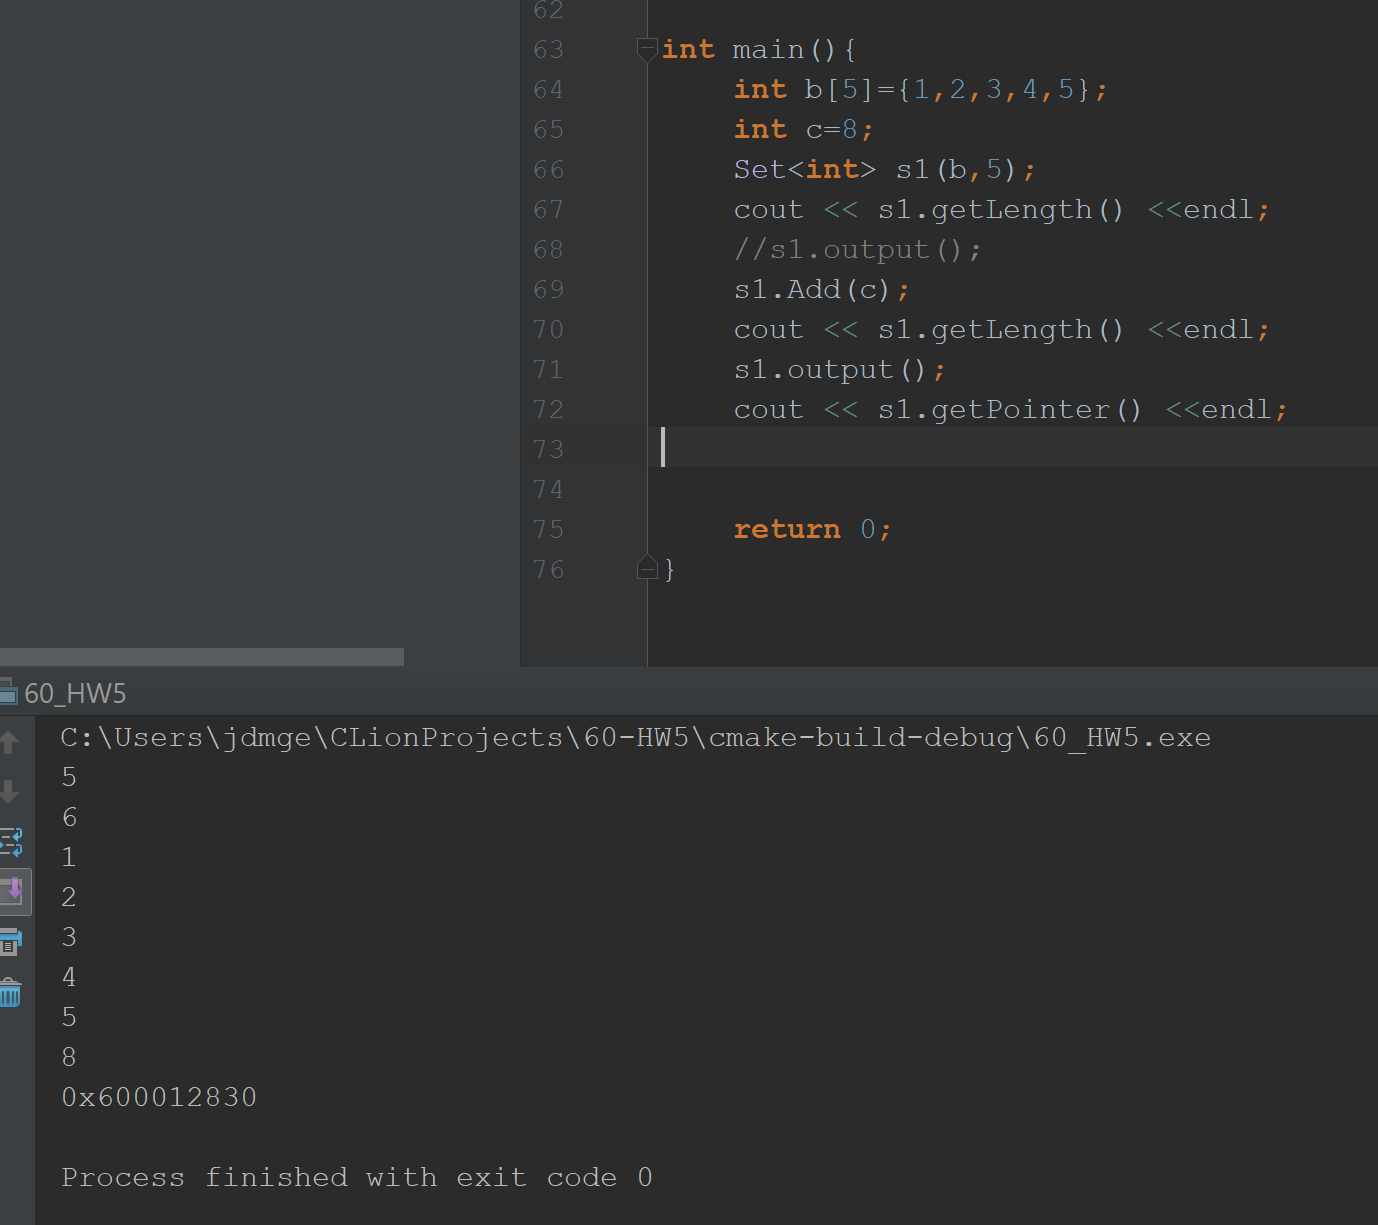 62
63 int main(){
64 int b[5]={1,2,3,4,5};
65 int c=8;
66 Set<int> s1(b,5);
67 cout << s1.getLength() <<endl;
68 //s1.output();
69 s1.Add(c);
70 cout << s1.getLength() <<endl;
71 s1.output();
72 cout << s1.getPointer() <<endl;
73
74
75 return 0;
76 }
60_HW5
C:\Users\jdmge\CLionProjects\60-HW5\cmake-build-debug\60_HW5.exe
5
6
1
2
3
4
5
8
0x600012830
Process finished with exit code 0